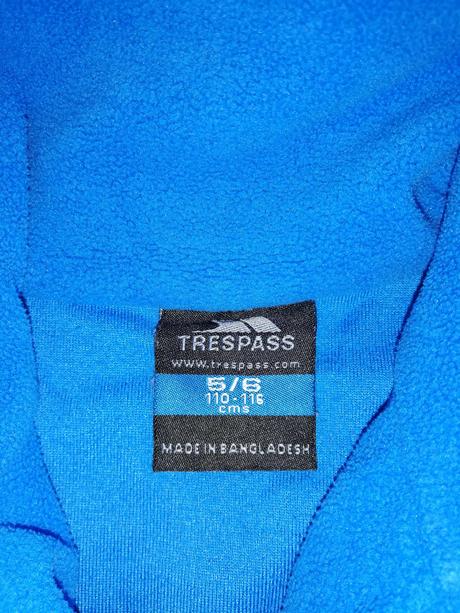 TRESPASS
www.trespass.com
5/6
110-116
cms
MADE IN BANGLADESH